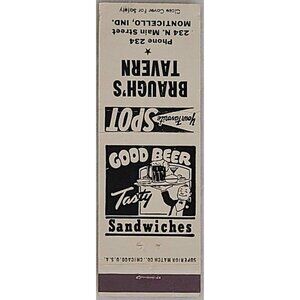 Close Cover For Safety
MONTICELLO, IND.
234 N. Main Street
Phone 234
BRAUGH'S
TAVERN
Your Favorite
SPOT
GOOD BEER
Tasty
Sandwiches
SUPERIOR MATCH CO., CHICAGO, U.S.A.